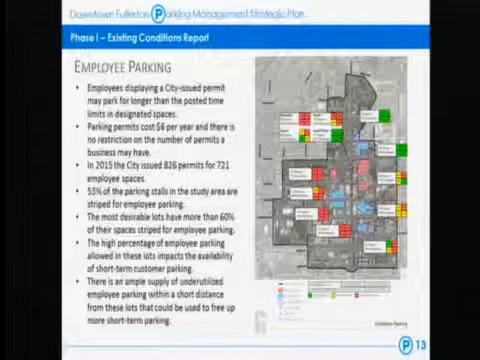 Downtown Fullerton Parking Management Strategic Plan
Phase I – Existing Conditions Report
EMPLOYEE PARKING
• Employees displaying a City-issued permit
may park for longer than the posted time
limits in designated spaces.
• Parking permits cost $6 per year and there is
no restriction on the number of permits a
business may have.
• In 2015 the City issued 826 permits for 721
employee spaces.
• 53% of the parking stalls in the study area are
striped for employee parking.
• The most desirable lots have more than 60%
of their spaces striped for employee parking.
• The high percentage of employee parking
allowed in these lots impacts the availability
of short-term customer parking.
• There is an ample supply of underutilized
employee parking within a short distance
from these lots that could be used to free up
more short-term parking.
Employee Parking
P 13